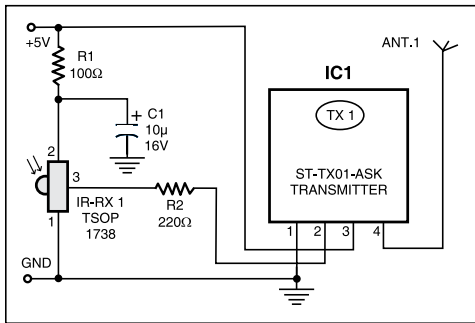 +5V
R1
100Ω
ANT.1
IC1
+
C1
10µ
16V
TX 1
ST-TX01-ASK
TRANSMITTER
2
3
1
IR-RX 1
TSOP
1738
R2
220Ω
1 2 3 4
GND